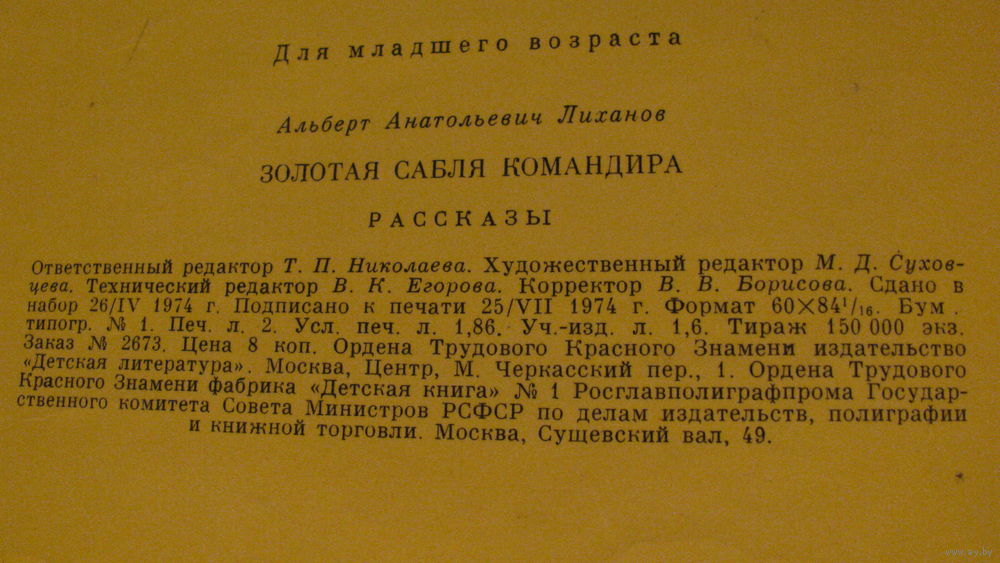 Для младшего возраста
Альберт Анатольевич Лиханов
ЗОЛОТАЯ САБЛЯ КОМАНДИРА
РАССКАЗЫ
Ответственный редактор Т. П. Николаева. Художественный редактор М. Д. Сухов-
цева. Технический редактор В. К. Егорова. Корректор В. В. Борисова. Сдано в
набор 26/IV 1974 г. Подписано к печати 25/VII 1974 г. Формат 60×84¹/₁₆. Бум.
типогр. № 1. Печ. л. 2. Усл. печ. л. 1,86. Уч.-изд. л. 1,6. Тираж 150 000 экз.
Заказ № 2673. Цена 8 коп. Ордена Трудового Красного Знамени издательство
«Детская литература». Москва, Центр, М. Черкасский пер., 1. Ордена Трудового
Красного Знамени фабрика «Детская книга» № 1 Росглавполиграфпрома Государ-
ственного комитета Совета Министров РСФСР по делам издательств, полиграфии
и книжной торговли. Москва, Сущевский вал, 49.
www.ay.by